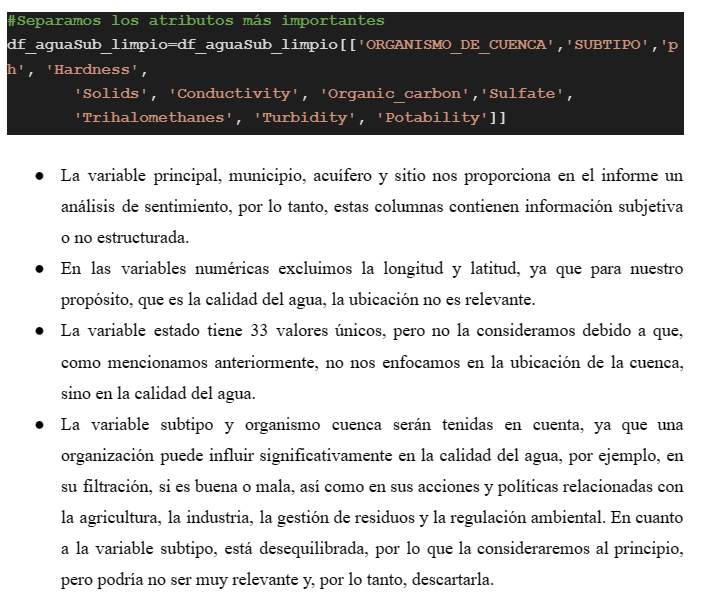 #Separamos los atributos más importantes
df_aguaSub_limpio=df_aguaSub_limpio[['ORGANISMO_DE_CUENCA','SUBTIPO','p
h', 'Hardness',
'Solids', 'Conductivity', 'Organic_carbon','Sulfate',
'Trihalomethanes', 'Turbidity', 'Potability']]
● La variable principal, municipio, acuífero y sitio nos proporciona en el informe un
análisis de sentimiento, por lo tanto, estas columnas contienen información subjetiva
o no estructurada.
● En las variables numéricas excluimos la longitud y latitud, ya que para nuestro
propósito, que es la calidad del agua, la ubicación no es relevante.
● La variable estado tiene 33 valores únicos, pero no la consideramos debido a que,
como mencionamos anteriormente, no nos enfocamos en la ubicación de la cuenca,
sino en la calidad del agua.
● La variable subtipo y organismo cuenca serán tenidas en cuenta, ya que una
organización puede influir significativamente en la calidad del agua, por ejemplo, en
su filtración, si es buena o mala, así como en sus acciones y políticas relacionadas con
la agricultura, la industria, la gestión de residuos y la regulación ambiental. En cuanto
a la variable subtipo, está desequilibrada, por lo que la consideraremos al principio,
pero podría no ser muy relevante y, por lo tanto, descartarla.